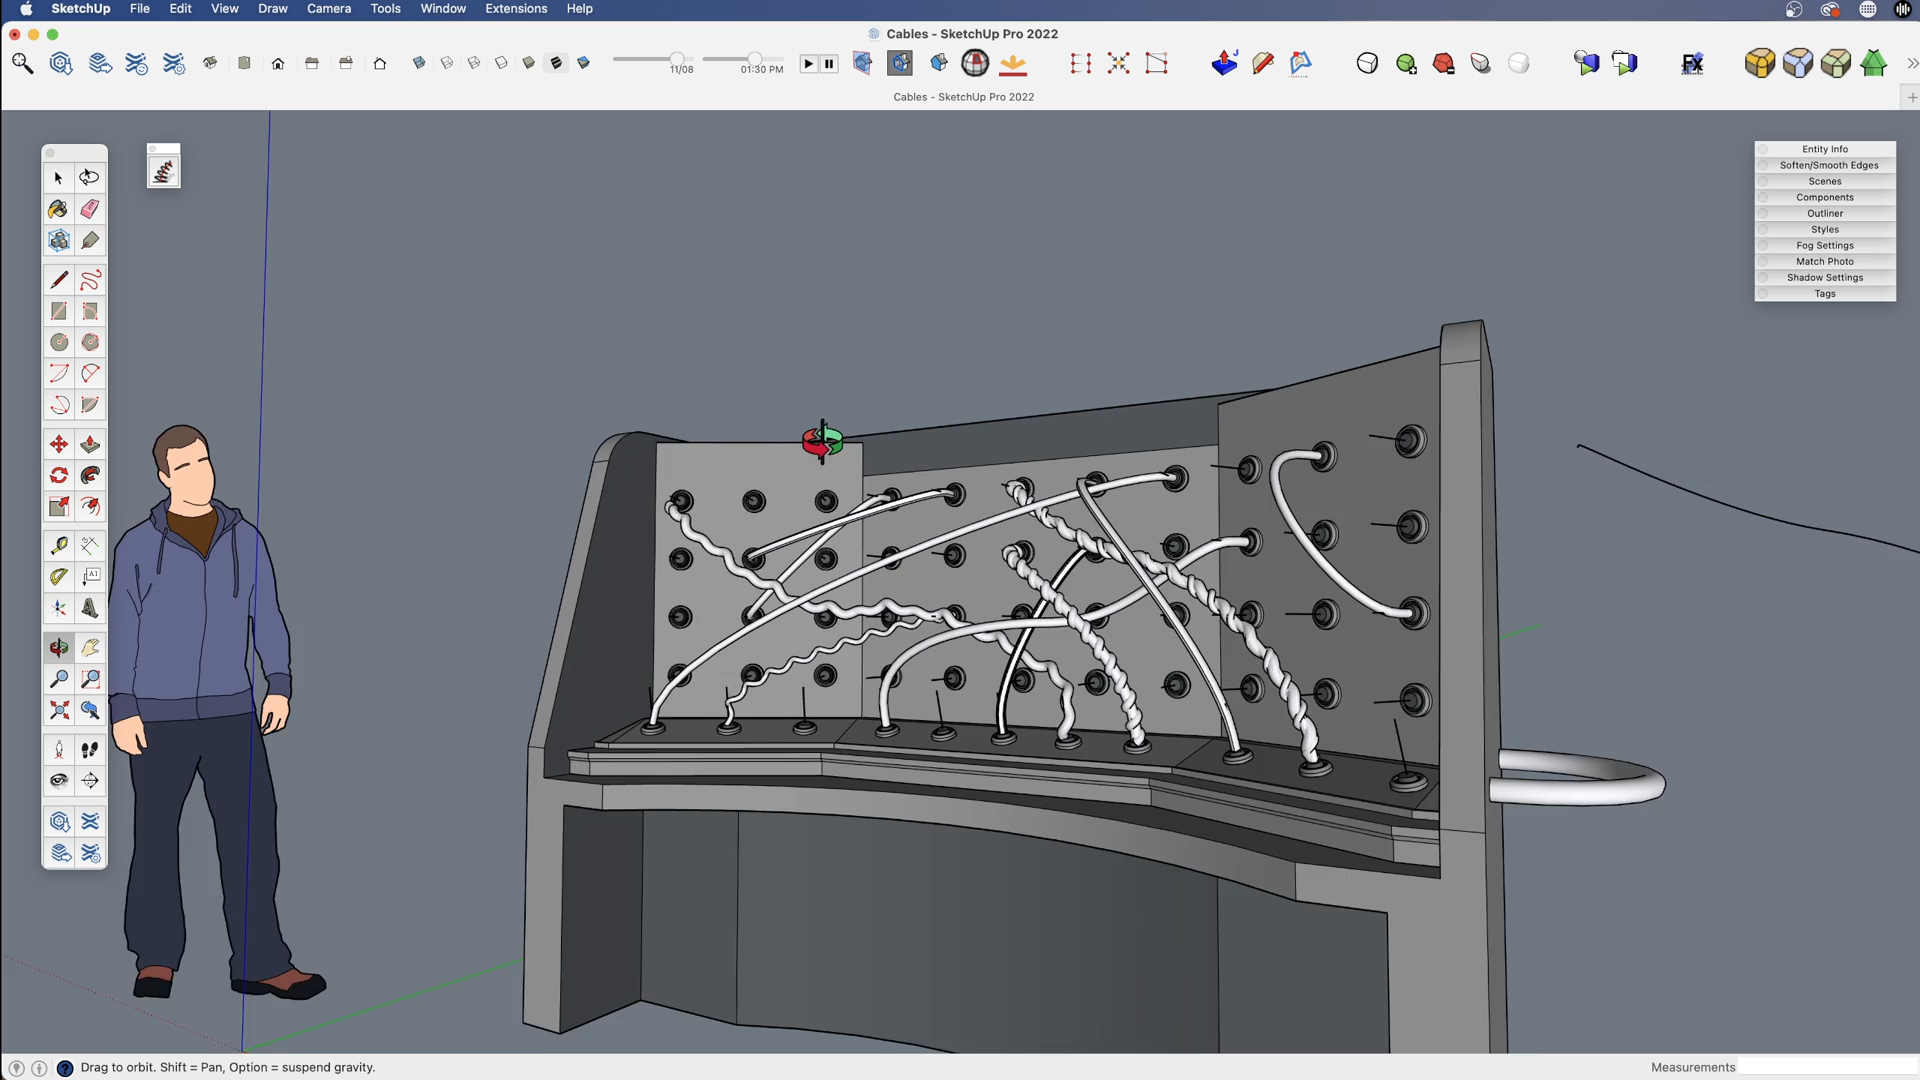 SketchUp File Edit View Draw Camera Tools Window Extensions Help
Cables - SketchUp Pro 2022
11/08
01:30 PM
J
FX
Cables - SketchUp Pro 2022
Entity Info
Soften/Smooth Edges
Scenes
Components
Outliner
Styles
Fog Settings
Match Photo
Shadow Settings
Tags
A1
A
Drag to orbit. Shift = Pan, Option = suspend gravity.
Measurements